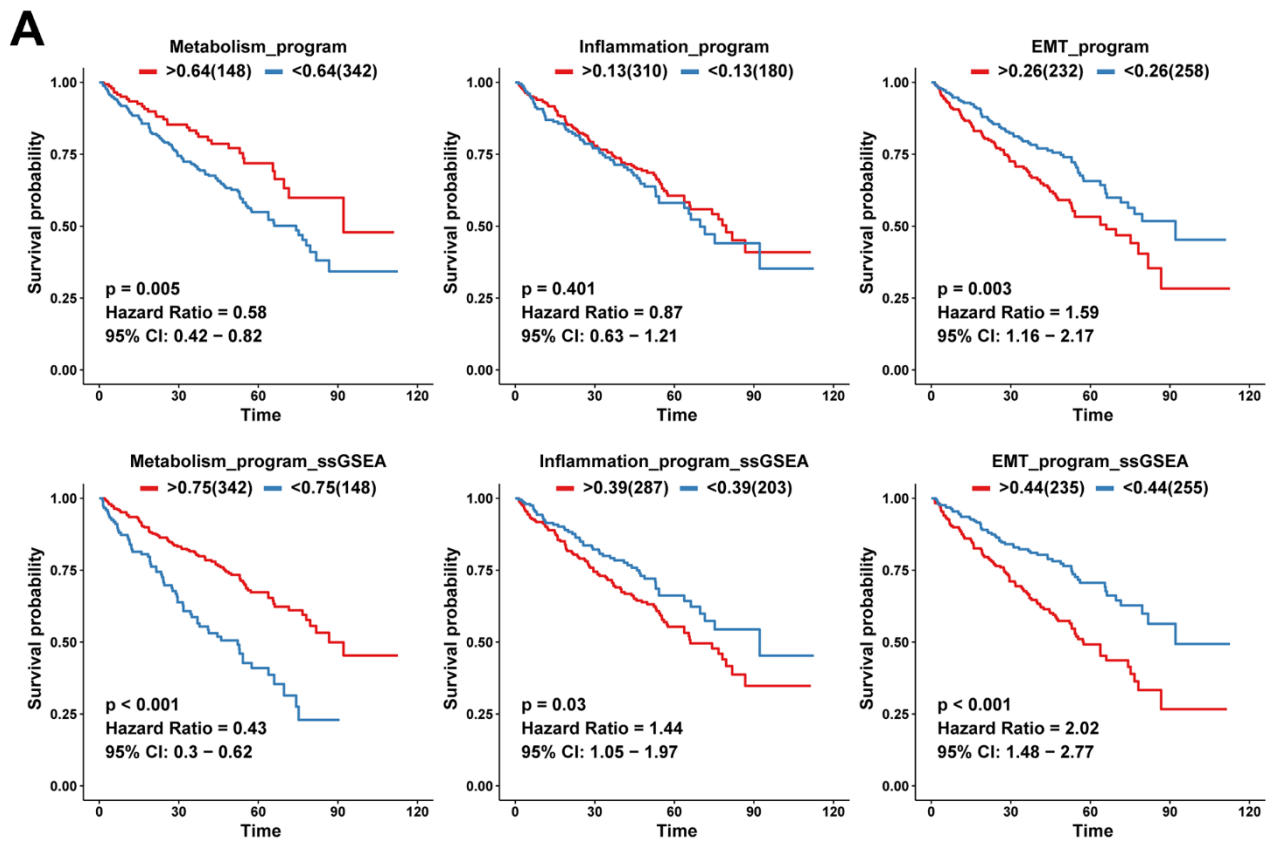 A
Metabolism_program
>0.64(148) <0.64(342)
Survival probability
1.00
0.75
0.50
0.25
0.00
p = 0.005
Hazard Ratio = 0.58
95% CI: 0.42 − 0.82
0 30 60 90 120
Time
Inflammation_program
>0.13(310) <0.13(180)
Survival probability
1.00
0.75
0.50
0.25
0.00
p = 0.401
Hazard Ratio = 0.87
95% CI: 0.63 − 1.21
0 30 60 90 120
Time
EMT_program
>0.26(232) <0.26(258)
Survival probability
1.00
0.75
0.50
0.25
0.00
p = 0.003
Hazard Ratio = 1.59
95% CI: 1.16 − 2.17
0 30 60 90 120
Time
Metabolism_program_ssGSEA
>0.75(342) <0.75(148)
Survival probability
1.00
0.75
0.50
0.25
0.00
p < 0.001
Hazard Ratio = 0.43
95% CI: 0.3 − 0.62
0 30 60 90 120
Time
Inflammation_program_ssGSEA
>0.39(287) <0.39(203)
Survival probability
1.00
0.75
0.50
0.25
0.00
p = 0.03
Hazard Ratio = 1.44
95% CI: 1.05 − 1.97
0 30 60 90 120
Time
EMT_program_ssGSEA
>0.44(235) <0.44(255)
Survival probability
1.00
0.75
0.50
0.25
0.00
p < 0.001
Hazard Ratio = 2.02
95% CI: 1.48 − 2.77
0 30 60 90 120
Time